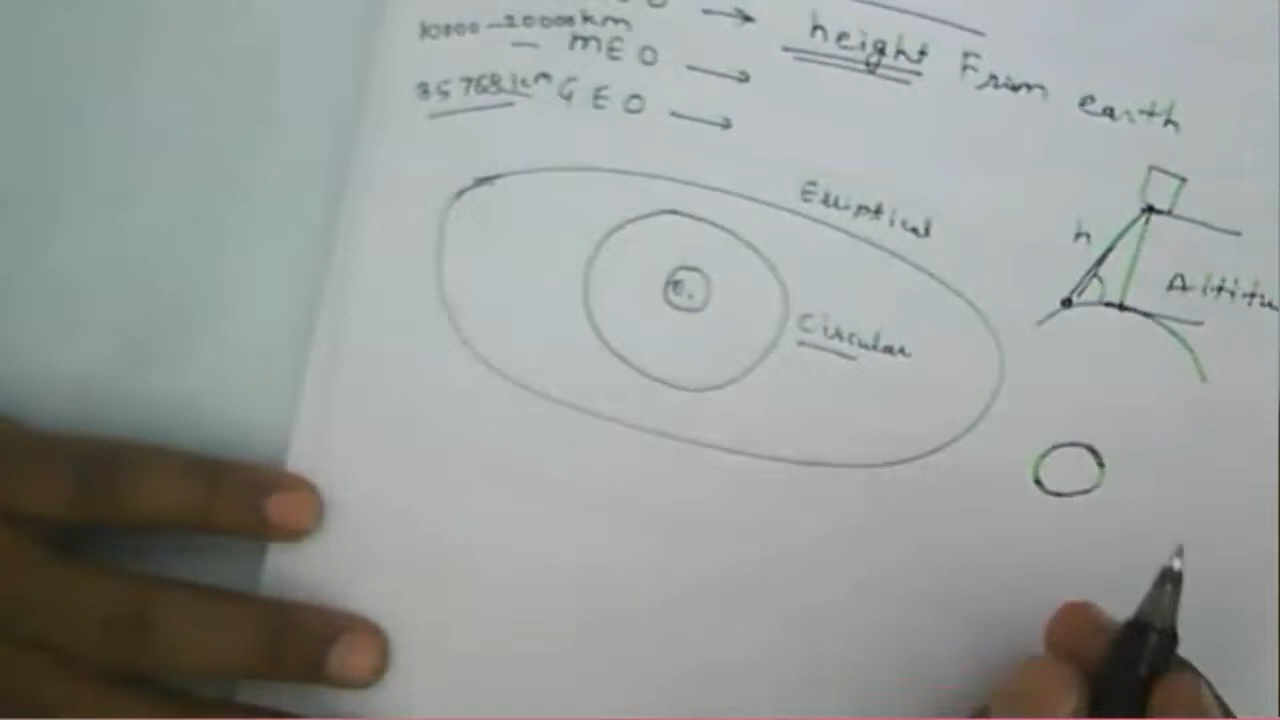 10000 - 20000km
- MEO → height From earth
35768km GEO →
Elliptical
h
Altitu
e.
Circular